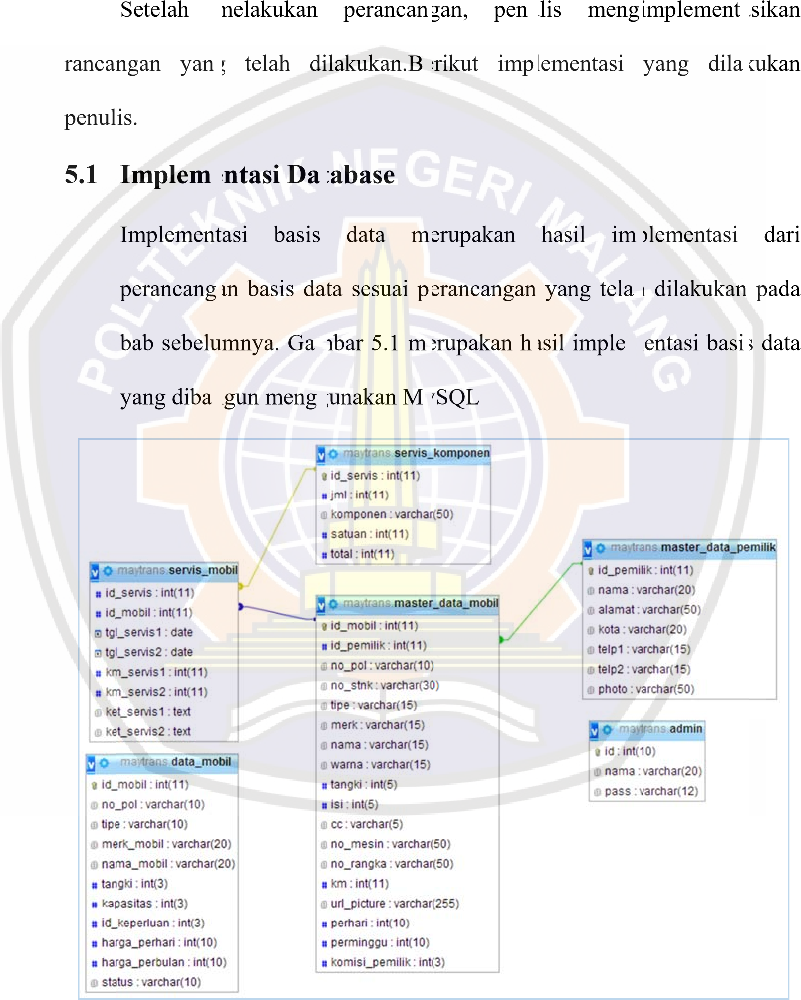 Setelah melakukan perancangan, penulis mengimplementasikan
rancangan yang telah dilakukan.Berikut implementasi yang dilakukan
penulis.
5.1 Implementasi Database
Implementasi basis data merupakan hasil implementasi dari
perancangan basis data sesuai perancangan yang telah dilakukan pada
bab sebelumnya. Gambar 5.1 merupakan hasil implementasi basis data
yang dibangun menggunakan MySQL
POLITEKNIK NEGERI MALANG
maytrans.servis_komponen
id_servis : int(11)
jml : int(11)
komponen : varchar(50)
satuan : int(11)
total : int(11)
maytrans.servis_mobil
id_servis : int(11)
id_mobil : int(11)
tgl_servis1 : date
tgl_servis2 : date
km_servis1 : int(11)
km_servis2 : int(11)
ket_servis1 : text
ket_servis2 : text
maytrans.data_mobil
id_mobil : int(11)
no_pol : varchar(10)
tipe : varchar(10)
merk_mobil : varchar(20)
nama_mobil : varchar(20)
tangki : int(3)
kapasitas : int(3)
id_keperluan : int(3)
harga_perhari : int(10)
harga_perbulan : int(10)
status : varchar(10)
maytrans.master_data_mobil
id_mobil : int(11)
id_pemilik : int(11)
no_pol : varchar(10)
no_stnk : varchar(30)
tipe : varchar(15)
merk : varchar(15)
nama : varchar(15)
warna : varchar(15)
tangki : int(5)
isi : int(5)
cc : varchar(5)
no_mesin : varchar(50)
no_rangka : varchar(50)
km : int(11)
url_picture : varchar(255)
perhari : int(10)
perminggu : int(10)
komisi_pemilik : int(3)
maytrans.master_data_pemilik
id_pemilik : int(11)
nama : varchar(20)
alamat : varchar(50)
kota : varchar(20)
telp1 : varchar(15)
telp2 : varchar(15)
photo : varchar(50)
maytrans.admin
id : int(10)
nama : varchar(20)
pass : varchar(12)